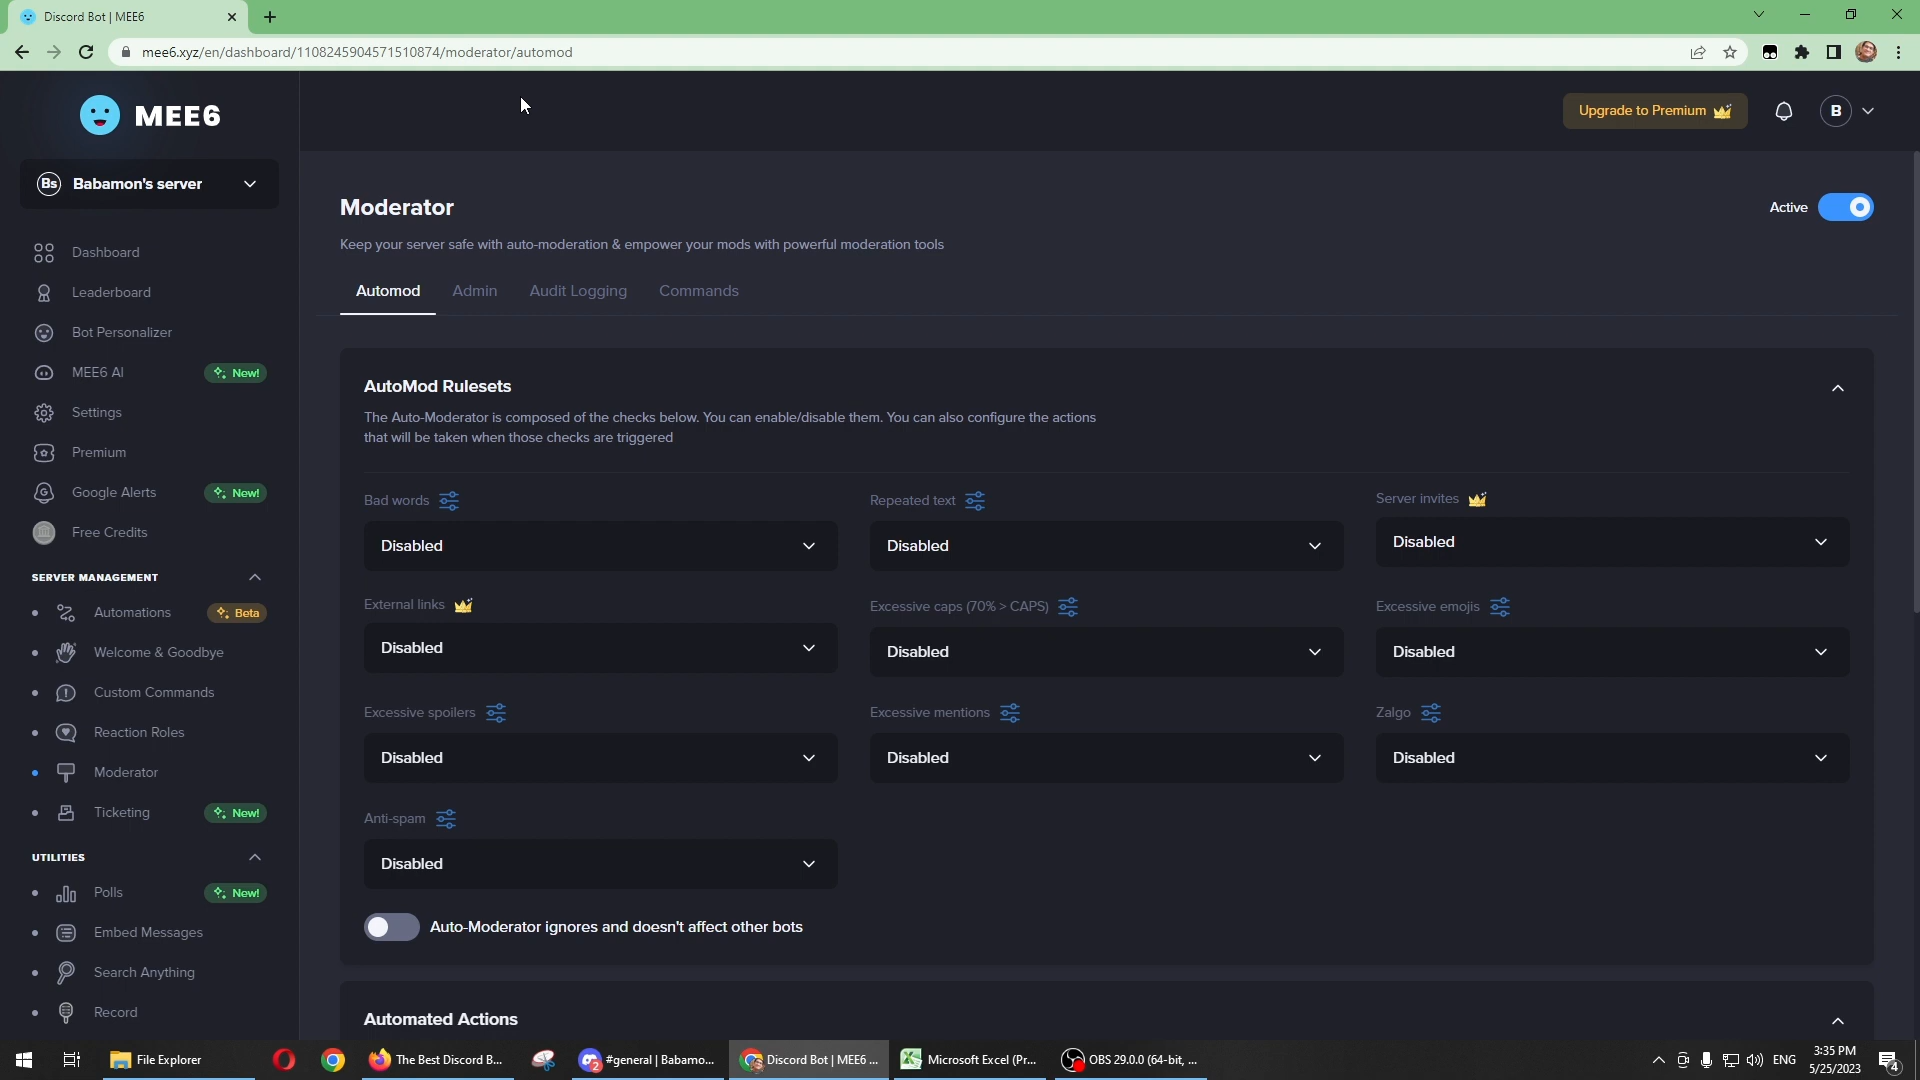 Discord Bot | MEE6
mee6.xyz/en/dashboard/1108245904571510874/moderator/automod
MEE6
Upgrade to Premium
B
Bs
Babamon's server
Moderator
Active
Keep your server safe with auto-moderation & empower your mods with powerful moderation tools
Dashboard
Leaderboard
Bot Personalizer
MEE6 AI
New!
Settings
Premium
Google Alerts
New!
Free Credits
SERVER MANAGEMENT
Automations
Beta
Welcome & Goodbye
Custom Commands
Reaction Roles
Moderator
Ticketing
New!
UTILITIES
Polls
New!
Embed Messages
Search Anything
Record
Automod
Admin
Audit Logging
Commands
AutoMod Rulesets
The Auto-Moderator is composed of the checks below. You can enable/disable them. You can also configure the actions
that will be taken when those checks are triggered
Bad words
Disabled
Repeated text
Disabled
Server invites
Disabled
External links
Disabled
Excessive caps (70% > CAPS)
Disabled
Excessive emojis
Disabled
Excessive spoilers
Disabled
Excessive mentions
Disabled
Zalgo
Disabled
Anti-spam
Disabled
Auto-Moderator ignores and doesn't affect other bots
Automated Actions
File Explorer
The Best Discord B...
2
#general | Babamo...
Discord Bot | MEE6 ...
Microsoft Excel (Pr...
OBS 29.0.0 (64-bit, ...
ENG
3:35 PM
5/25/2023
4